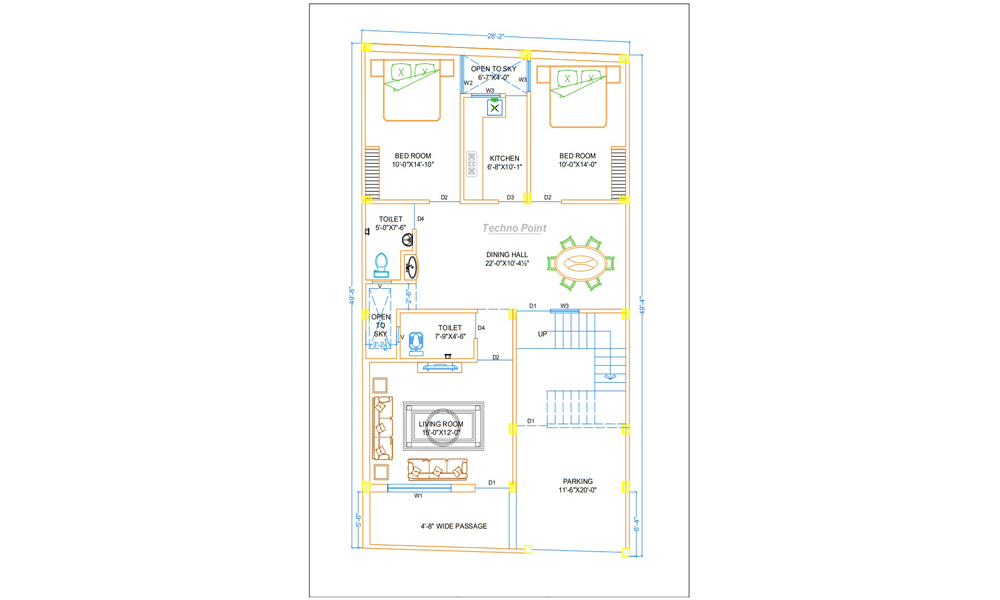 28'-2"
OPEN TO SKY
6'-7"X4'-0"
W2
W3
W3
BED ROOM
10'-0"X14'-10"
KITCHEN
6'-8"X10'-1"
BED ROOM
10'-0"X14'-0"
D2
D3
D2
TOILET
5'-0"X7'-6"
D4
Techno Point
DINING HALL
22'-0"X10'-4½"
49'-8"
49'-4"
V
2'-6"
OPEN
TO
SKY
3'-2"
V
TOILET
7'-9"X4'-6"
D4
D2
D1
W3
UP
D1
LIVING ROOM
15'-0"X12'-0"
PARKING
11'-6"X20'-0"
W1
D1
5'-6"
4'-8" WIDE PASSAGE
6'-4"